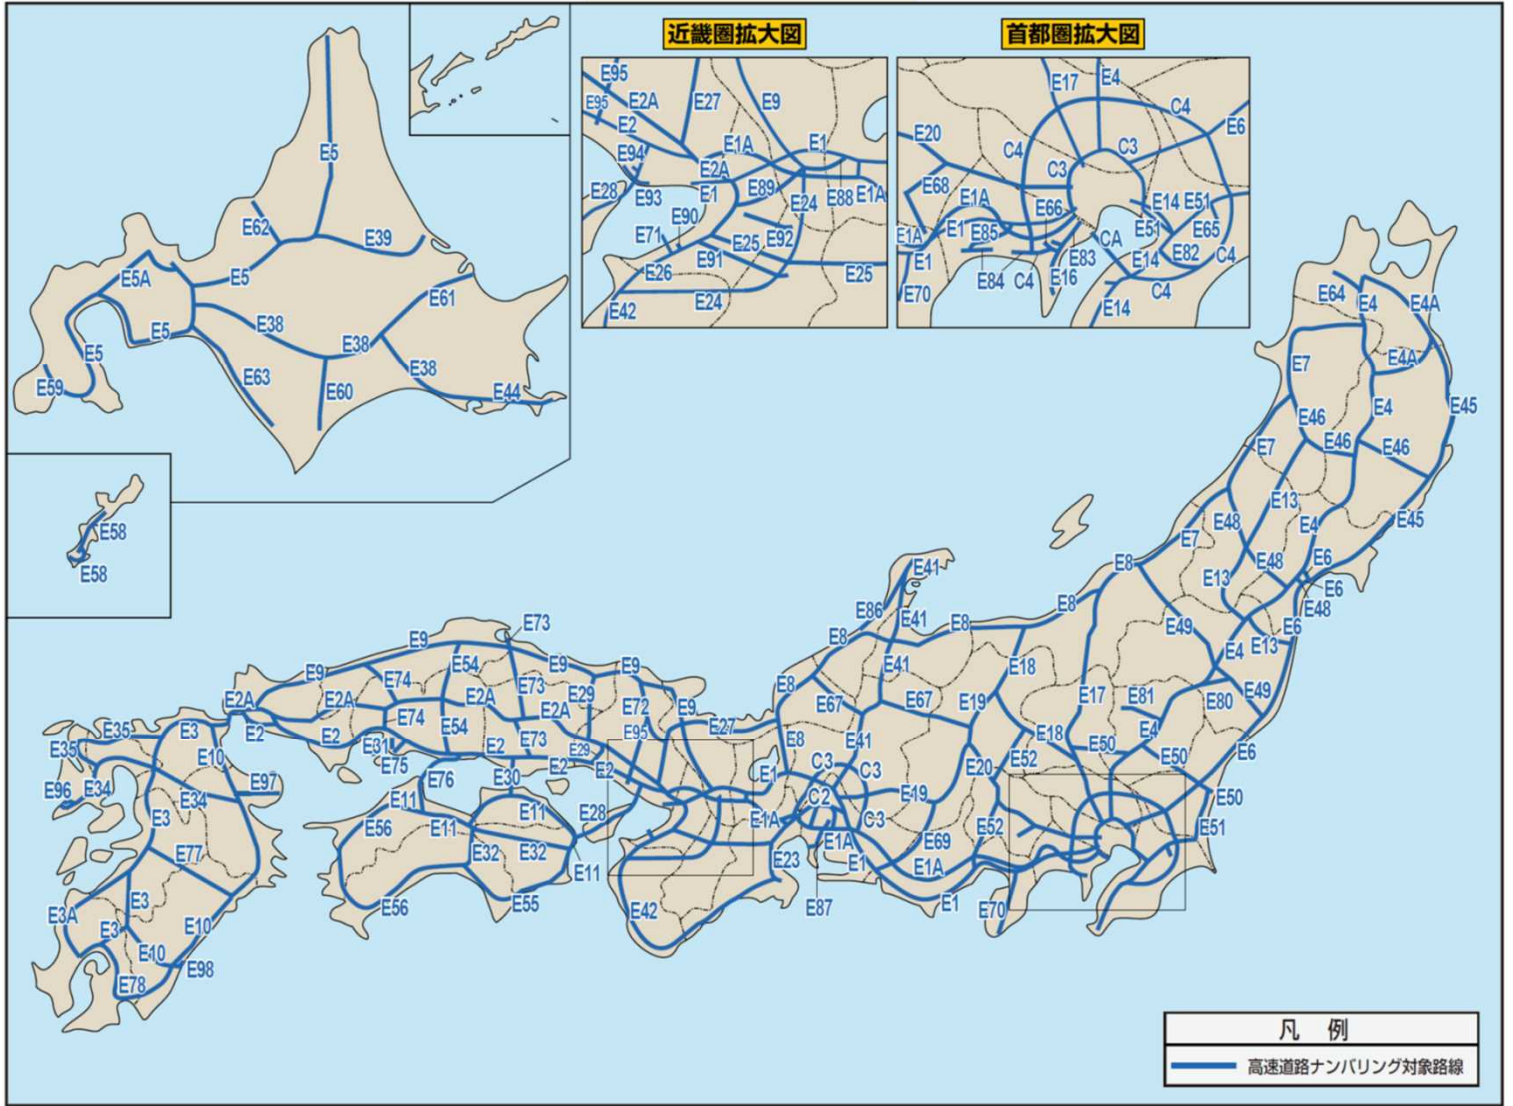 近畿圏拡大図
首都圏拡大図
E95
E2A
E27
E9
E95
E2
E94
E1A
E1
E2A
E28
E93
E1
E89
E24
E88
E1A
E90
E71
E25
E92
E91
E26
E25
E24
E42
E17
E4
C4
E6
E20
C4
C3
C3
E68
E1A
E66
E14
E51
E1A
E1
E85
E51
E65
CA
E82
E1
E83
E14
C4
E84
C4
E16
C4
E70
E14
E5
E62
E39
E5A
E5
E61
E38
E5
E38
E5
E63
E38
E59
E60
E44
E58
E58
E64
E4
E4A
E7
E4A
E46
E4
E45
E7
E46
E46
E13
E48
E4
E45
E7
E48
E6
E8
E13
E6
E48
E41
E86
E41
E8
E8
E8
E49
E6
E13
E4
E73
E9
E54
E9
E9
E9
E74
E2A
E2A
E73
E29
E72
E9
E27
E2A
E74
E54
E2A
E2
E2
E31
E75
E2
E73
E29
E95
E2
E2
E76
E30
E8
E41
E18
E67
E67
E19
E17
E81
E80
E49
E8
E41
E18
E50
E4
E50
E6
E52
E20
C3
C3
E1
C2
E19
E50
E1A
C3
E52
E51
E1A
E69
E1
E1A
E23
E87
E1
E70
E35
E3
E35
E10
E96
E34
E34
E97
E3
E77
E3
E3A
E3
E10
E10
E98
E78
E11
E56
E11
E11
E28
E32
E32
E11
E56
E55
E42
凡 例
高速道路ナンバリング対象路線